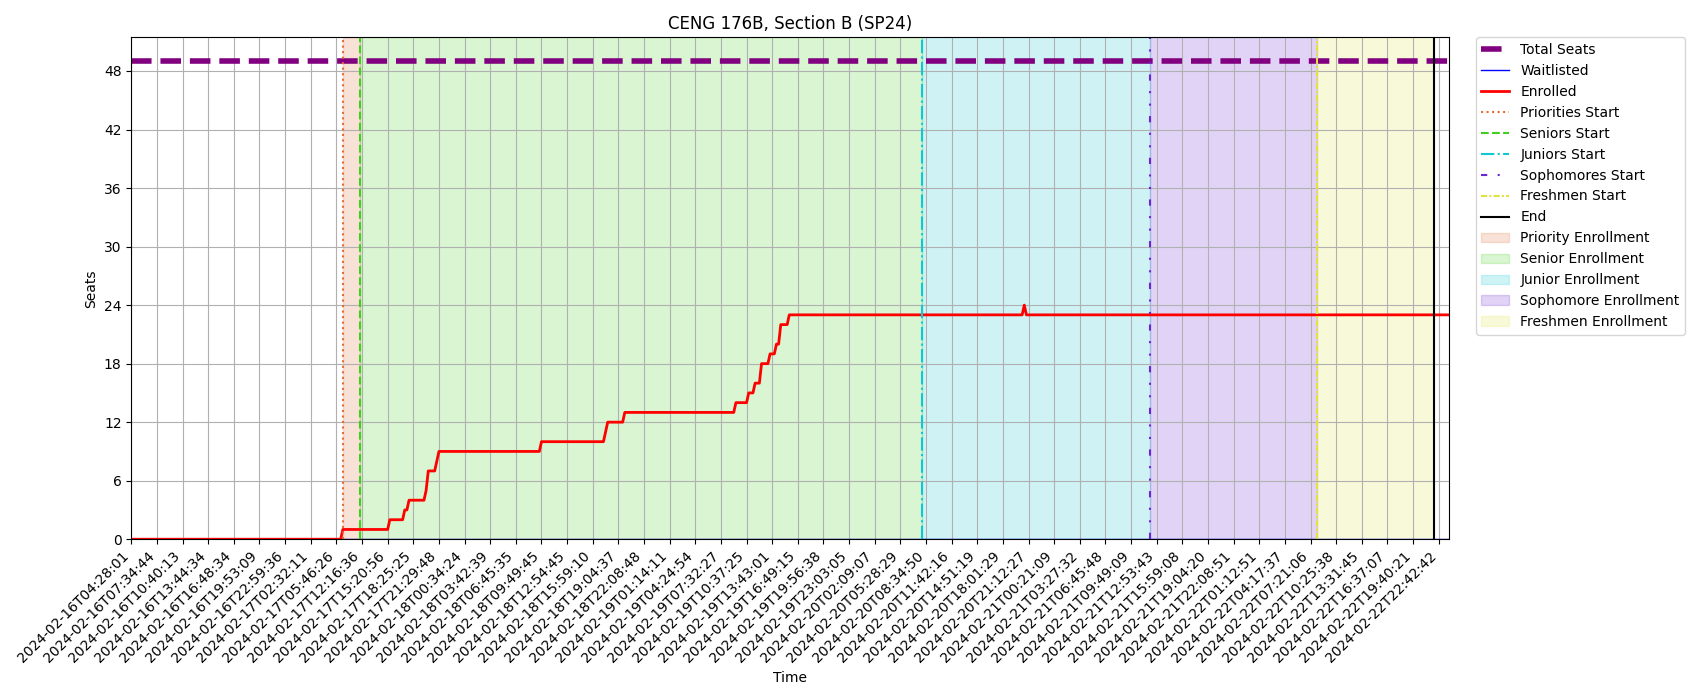 CENG 176B, Section B (SP24)
Seats
48
42
36
30
24
18
12
6
0
2024-02-16T04:28:01
2024-02-16T07:34:44
2024-02-16T10:40:13
2024-02-16T13:44:34
2024-02-16T16:48:34
2024-02-16T19:53:09
2024-02-16T22:59:36
2024-02-17T02:32:11
2024-02-17T05:46:26
2024-02-17T12:16:36
2024-02-17T15:20:56
2024-02-17T18:25:25
2024-02-17T21:29:48
2024-02-18T00:34:24
2024-02-18T03:42:39
2024-02-18T06:45:35
2024-02-18T09:49:45
2024-02-18T12:54:45
2024-02-18T15:59:10
2024-02-18T19:04:37
2024-02-18T22:08:48
2024-02-19T01:14:11
2024-02-19T04:24:54
2024-02-19T07:32:27
2024-02-19T10:37:25
2024-02-19T13:43:01
2024-02-19T16:49:15
2024-02-19T19:56:38
2024-02-19T23:03:05
2024-02-20T02:09:07
2024-02-20T05:28:29
2024-02-20T08:34:50
2024-02-20T11:42:16
2024-02-20T14:51:19
2024-02-20T18:01:29
2024-02-20T21:12:27
2024-02-21T00:21:09
2024-02-21T03:27:32
2024-02-21T06:45:48
2024-02-21T09:49:09
2024-02-21T12:53:43
2024-02-21T15:59:08
2024-02-21T19:04:20
2024-02-21T22:08:51
2024-02-22T01:12:51
2024-02-22T04:17:37
2024-02-22T07:21:06
2024-02-22T10:25:38
2024-02-22T13:31:45
2024-02-22T16:37:07
2024-02-22T19:40:21
2024-02-22T22:42:42
Time
Total Seats
Waitlisted
Enrolled
Priorities Start
Seniors Start
Juniors Start
Sophomores Start
Freshmen Start
End
Priority Enrollment
Senior Enrollment
Junior Enrollment
Sophomore Enrollment
Freshmen Enrollment